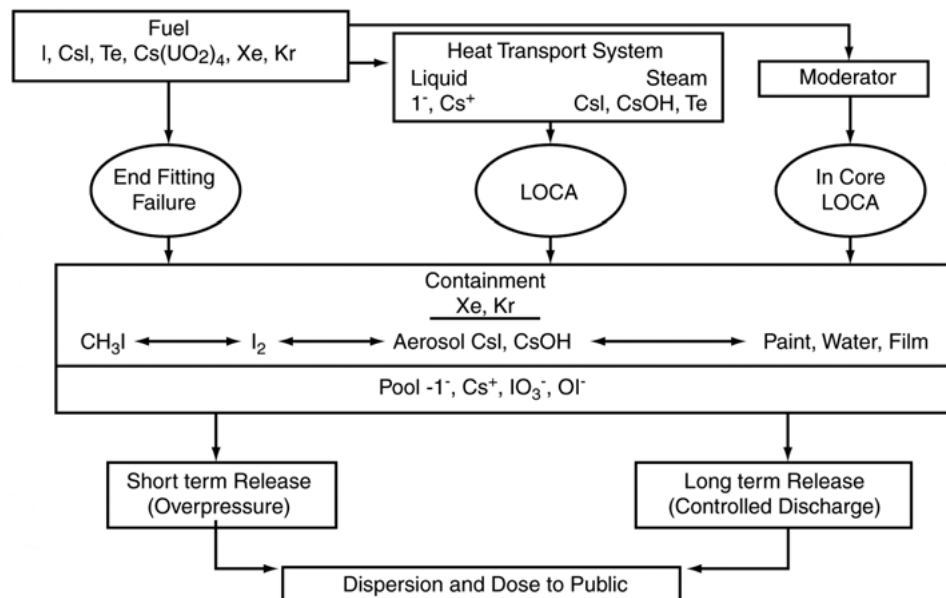 Fuel
I, CsI, Te, Cs(UO2)4, Xe, Kr
Heat Transport System
Liquid Steam
1⁻, Cs⁺ CsI, CsOH, Te
Moderator
End Fitting
Failure
LOCA
In Core
LOCA
Containment
Xe, Kr
CH₃I I₂ Aerosol CsI, CsOH Paint, Water, Film
Pool -1⁻, Cs⁺, IO₃⁻, OI⁻
Short term Release
(Overpressure)
Long term Release
(Controlled Discharge)
Dispersion and Dose to Public